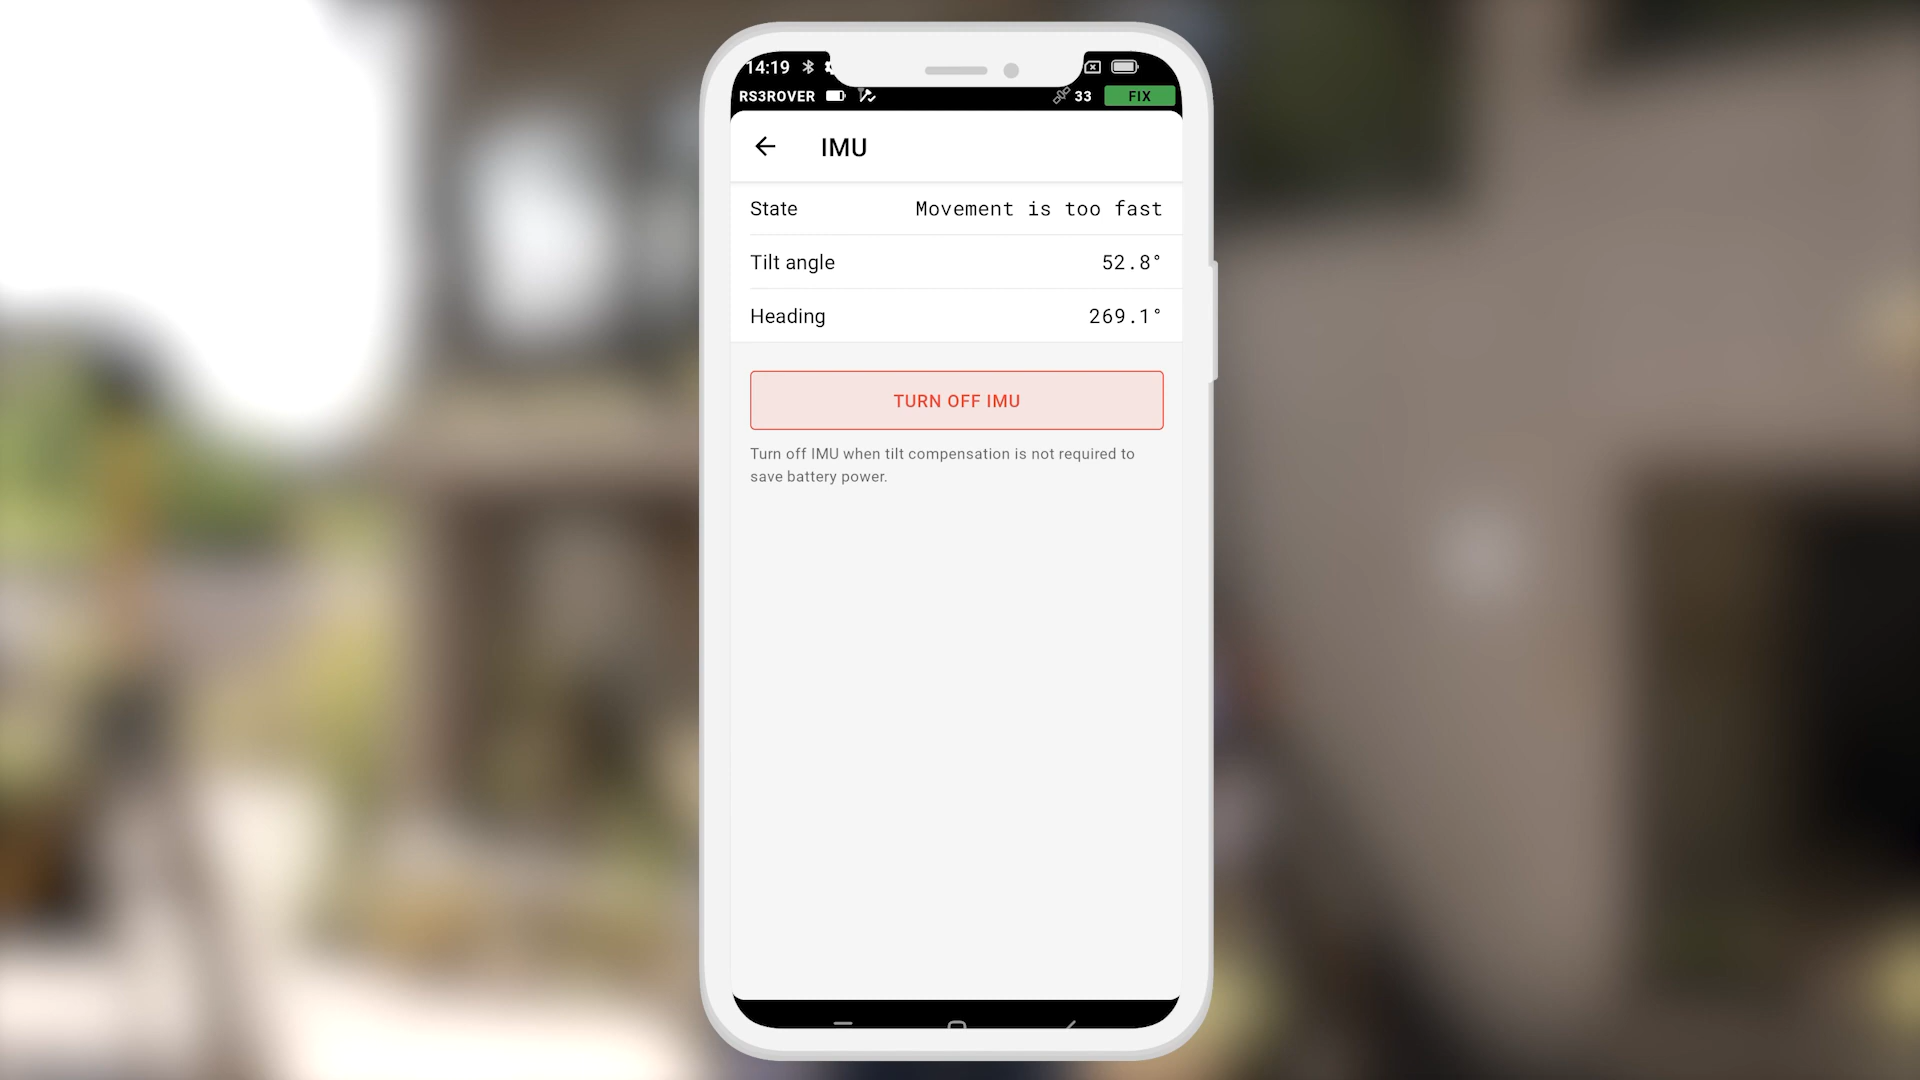 14:19
RS3ROVER 33 FIX
IMU
State Movement is too fast
Tilt angle 52.8°
Heading 269.1°
TURN OFF IMU
Turn off IMU when tilt compensation is not required to
save battery power.